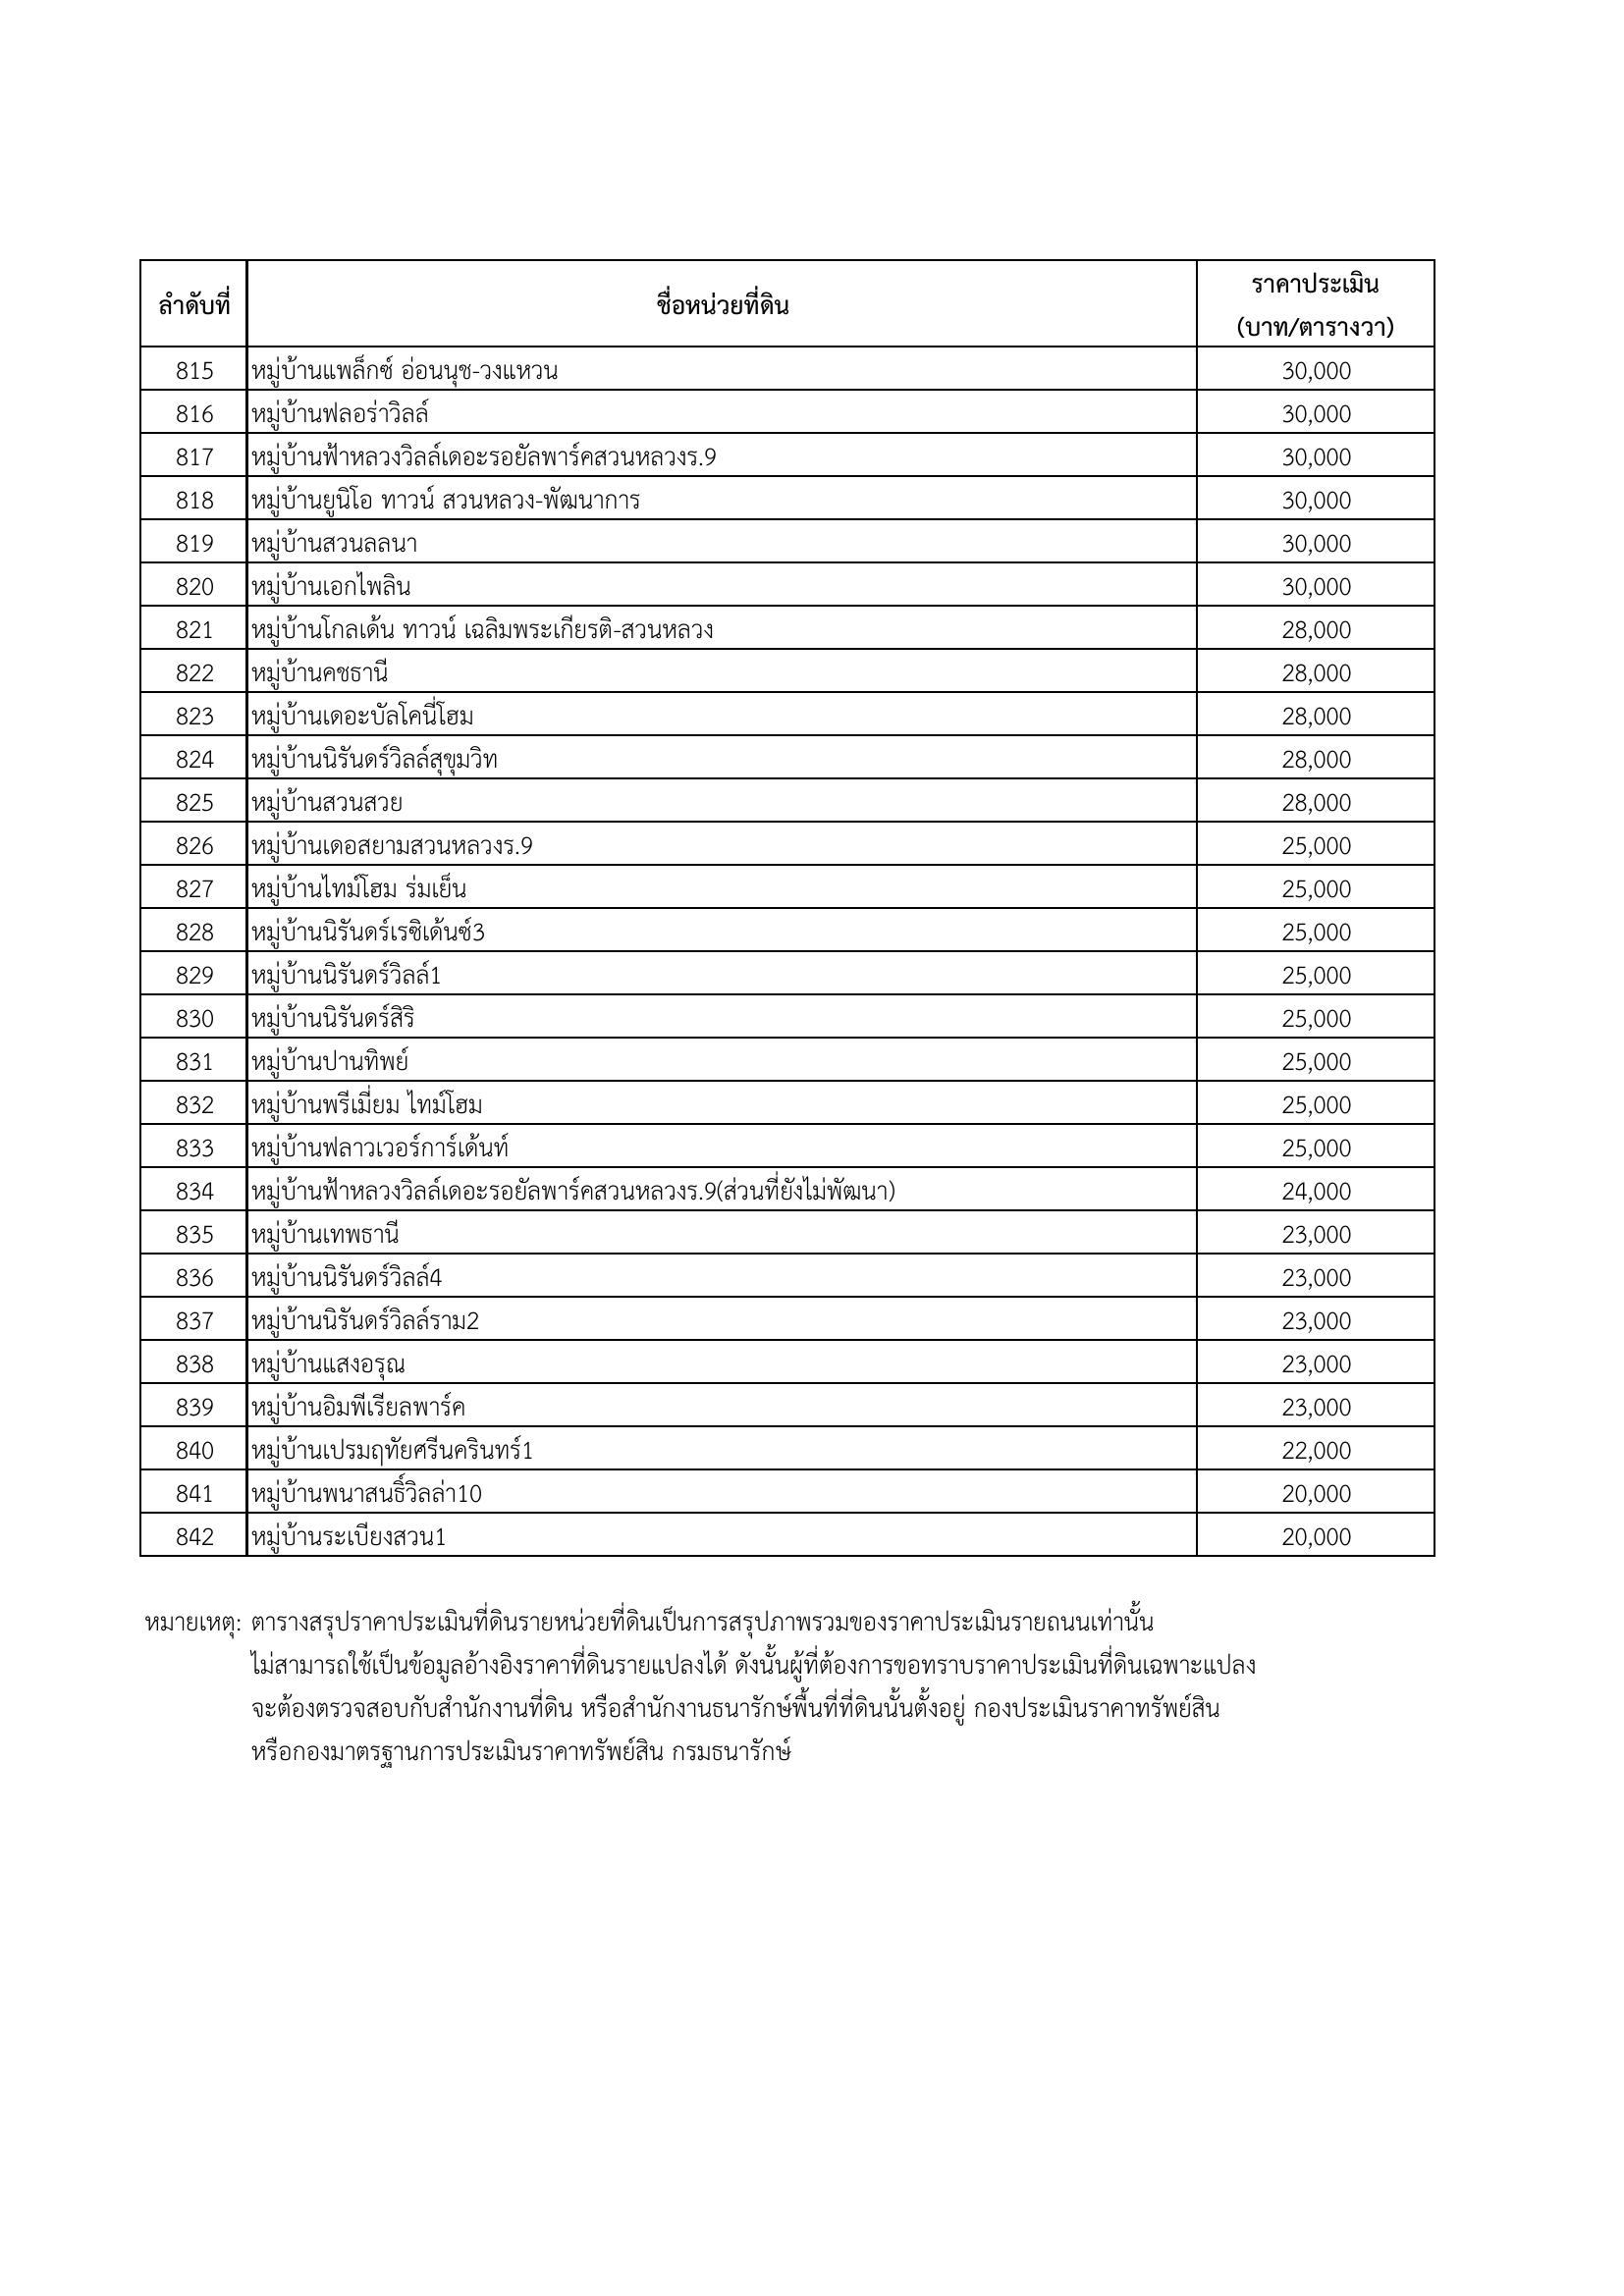 ลำดับที่ ชื่อหน่วยที่ดิน ราคาประเมิน
(บาท/ตารางวา)
815 หมู่บ้านแพล็กซ์ อ่อนนุช-วงแหวน 30,000
816 หมู่บ้านฟลอร่าวิลล์ 30,000
817 หมู่บ้านฟ้าหลวงวิลล์เดอะรอยัลพาร์คสวนหลวงร.9 30,000
818 หมู่บ้านยูนิโอ ทาวน์ สวนหลวง-พัฒนาการ 30,000
819 หมู่บ้านสวนลลนา 30,000
820 หมู่บ้านเอกไพลิน 30,000
821 หมู่บ้านโกลเด้น ทาวน์ เฉลิมพระเกียรติ-สวนหลวง 28,000
822 หมู่บ้านคชธานี 28,000
823 หมู่บ้านเดอะบัลโคนี่โฮม 28,000
824 หมู่บ้านนิรันดร์วิลล์สุขุมวิท 28,000
825 หมู่บ้านสวนสวย 28,000
826 หมู่บ้านเดอสยามสวนหลวงร.9 25,000
827 หมู่บ้านไทม์โฮม ร่มเย็น 25,000
828 หมู่บ้านนิรันดร์เรซิเด้นซ์3 25,000
829 หมู่บ้านนิรันดร์วิลล์1 25,000
830 หมู่บ้านนิรันดร์สิริ 25,000
831 หมู่บ้านปานทิพย์ 25,000
832 หมู่บ้านพรีเมี่ยม ไทม์โฮม 25,000
833 หมู่บ้านฟลาวเวอร์การ์เด้นท์ 25,000
834 หมู่บ้านฟ้าหลวงวิลล์เดอะรอยัลพาร์คสวนหลวงร.9(ส่วนที่ยังไม่พัฒนา) 24,000
835 หมู่บ้านเทพธานี 23,000
836 หมู่บ้านนิรันดร์วิลล์4 23,000
837 หมู่บ้านนิรันดร์วิลล์ราม2 23,000
838 หมู่บ้านแสงอรุณ 23,000
839 หมู่บ้านอิมพีเรียลพาร์ค 23,000
840 หมู่บ้านเปรมฤทัยศรีนครินทร์1 22,000
841 หมู่บ้านพนาสนธิ์วิลล่า10 20,000
842 หมู่บ้านระเบียงสวน1 20,000
หมายเหตุ: ตารางสรุปราคาประเมินที่ดินรายหน่วยที่ดินเป็นการสรุปภาพรวมของราคาประเมินรายถนนเท่านั้น
ไม่สามารถใช้เป็นข้อมูลอ้างอิงราคาที่ดินรายแปลงได้ ดังนั้นผู้ที่ต้องการขอทราบราคาประเมินที่ดินเฉพาะแปลง
จะต้องตรวจสอบกับสำนักงานที่ดิน หรือสำนักงานธนารักษ์พื้นที่ที่ดินนั้นตั้งอยู่ กองประเมินราคาทรัพย์สิน
หรือกองมาตรฐานการประเมินราคาทรัพย์สิน กรมธนารักษ์